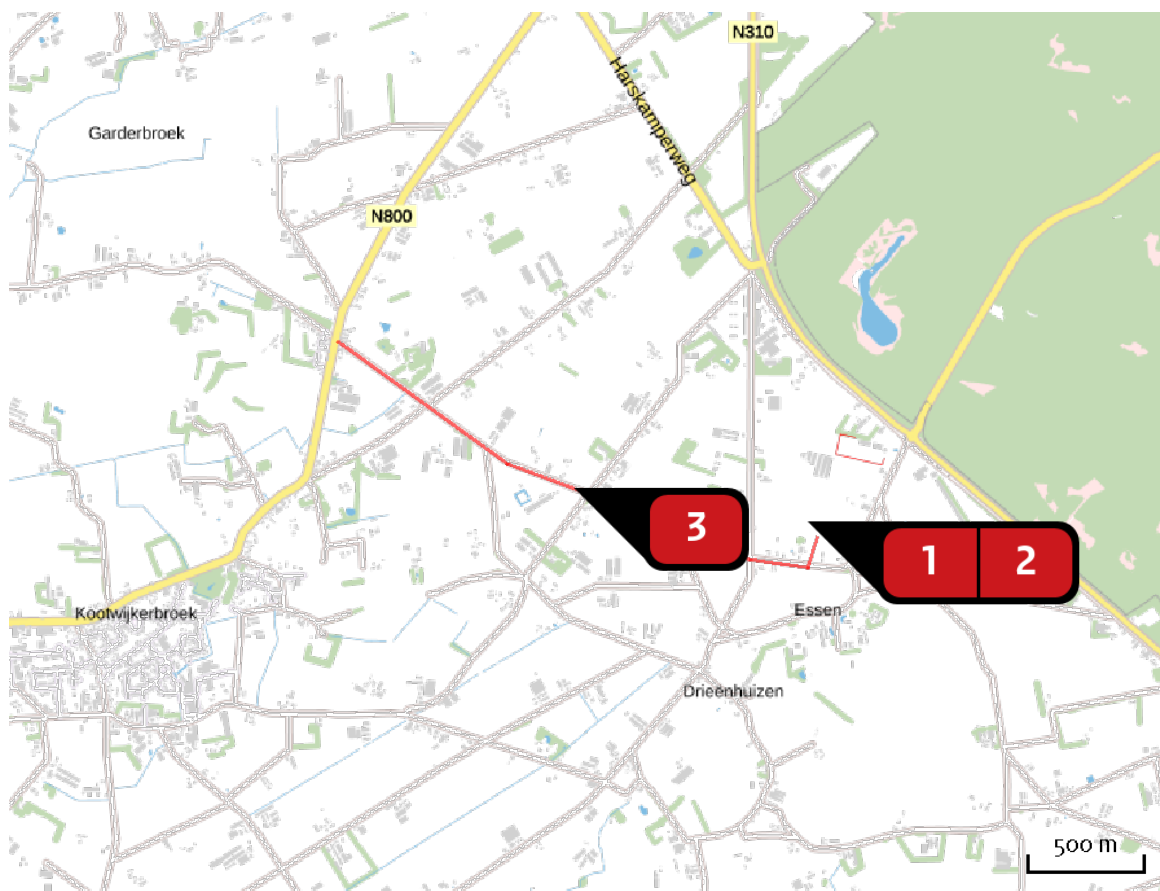 N310
Harskamperweg
Garderbroek
N800
3
1 2
Kootwijkerbroek
Essen
Drieënhuizen
500 m